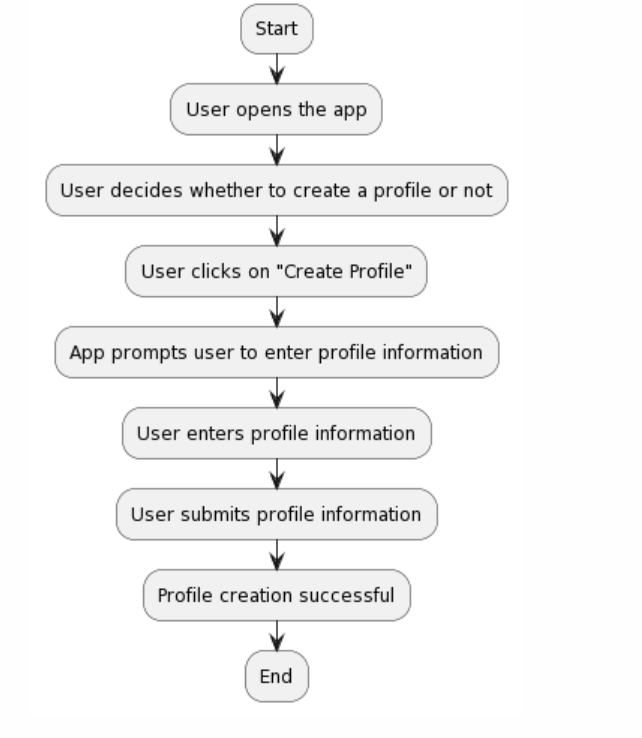 Start
User opens the app
User decides whether to create a profile or not
User clicks on "Create Profile"
App prompts user to enter profile information
User enters profile information
User submits profile information
Profile creation successful
End